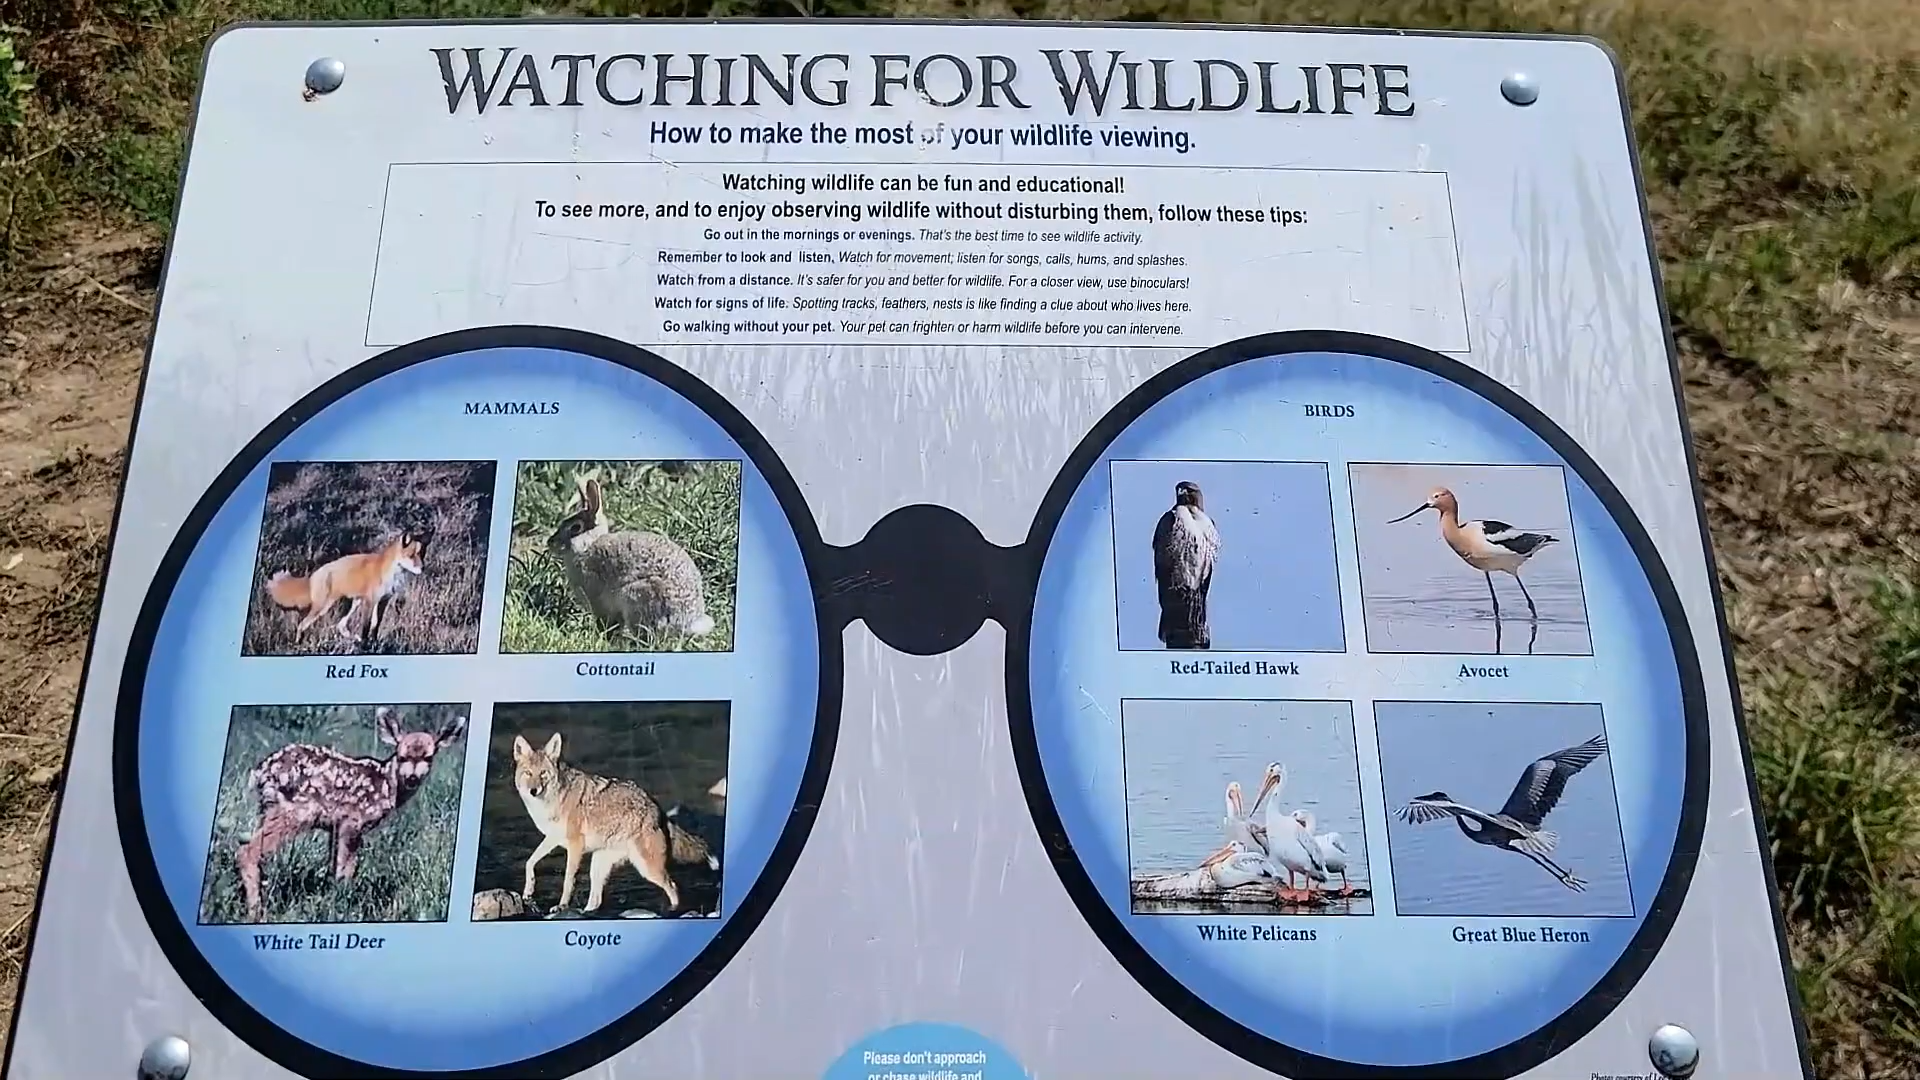 WATCHING FOR WILDLIFE
How to make the most of your wildlife viewing.
Watching wildlife can be fun and educational!
To see more, and to enjoy observing wildlife without disturbing them, follow these tips:
Go out in the mornings or evenings. That's the best time to see wildlife activity.
Remember to look and listen, Watch for movement; listen for songs, calls, hums, and splashes.
Watch from a distance. It's safer for you and better for wildlife. For a closer view, use binoculars!
Watch for signs of life. Spotting tracks, feathers, nests is like finding a clue about who lives here.
Go walking without your pet. Your pet can frighten or harm wildlife before you can intervene.
MAMMALS
Red Fox
Cottontail
White Tail Deer
Coyote
BIRDS
Red-Tailed Hawk
Avocet
White Pelicans
Great Blue Heron
Please don't approach
or chase wildlife and
Photos courtesy of